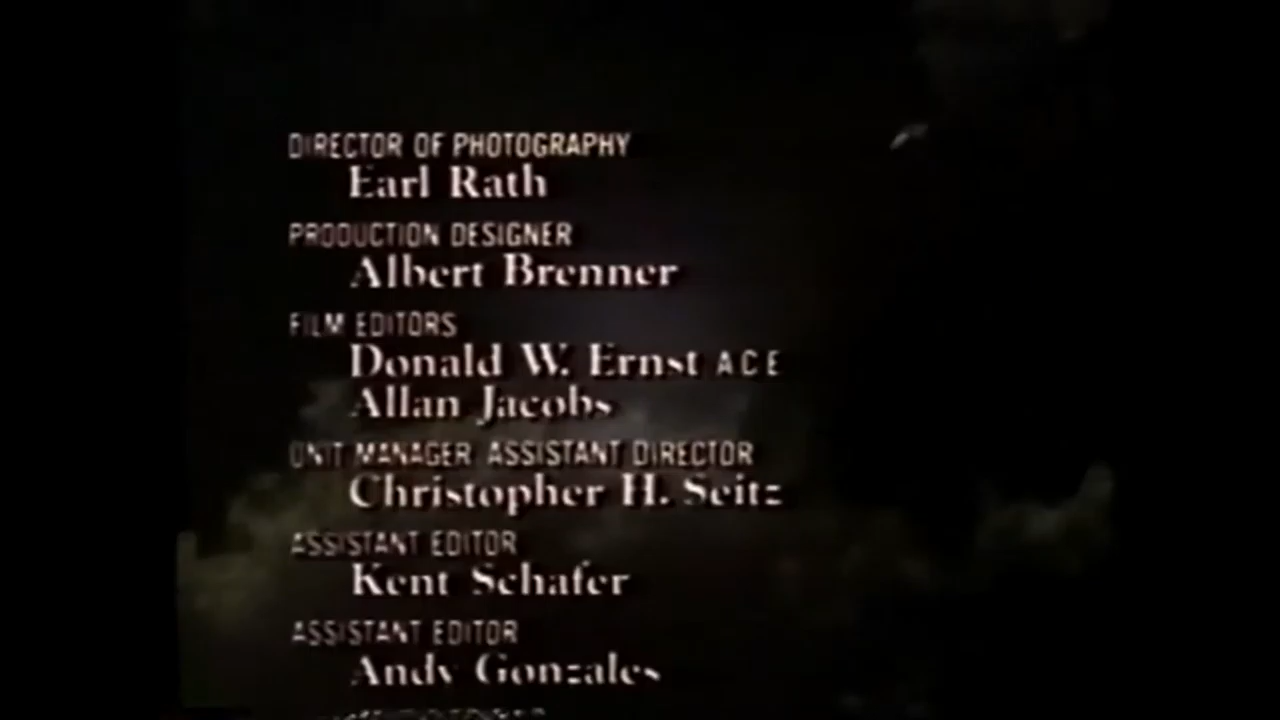 DIRECTOR OF PHOTOGRAPHY
Earl Rath
PRODUCTION DESIGNER
Albert Brenner
FILM EDITORS
Donald W. Ernst A C E
Allan Jacobs
UNIT MANAGER ASSISTANT DIRECTOR
Christopher H. Seitz
ASSISTANT EDITOR
Kent Schafer
ASSISTANT EDITOR
Andy Gonzales